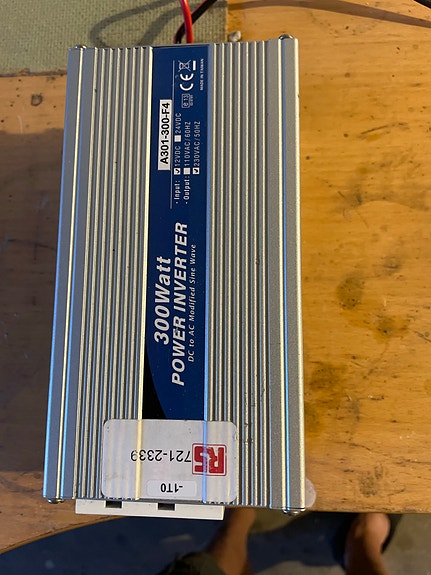 300Watt
POWER INVERTER
DC to AC Modified Sine Wave
A301-300-F4
- Input: ☑ 12VDC ☐ 24VDC
- Output: ☐ 110VAC/60HZ
☑ 230VAC/50HZ
CE
MADE IN TAIWAN
RS
721-2339
-1T0